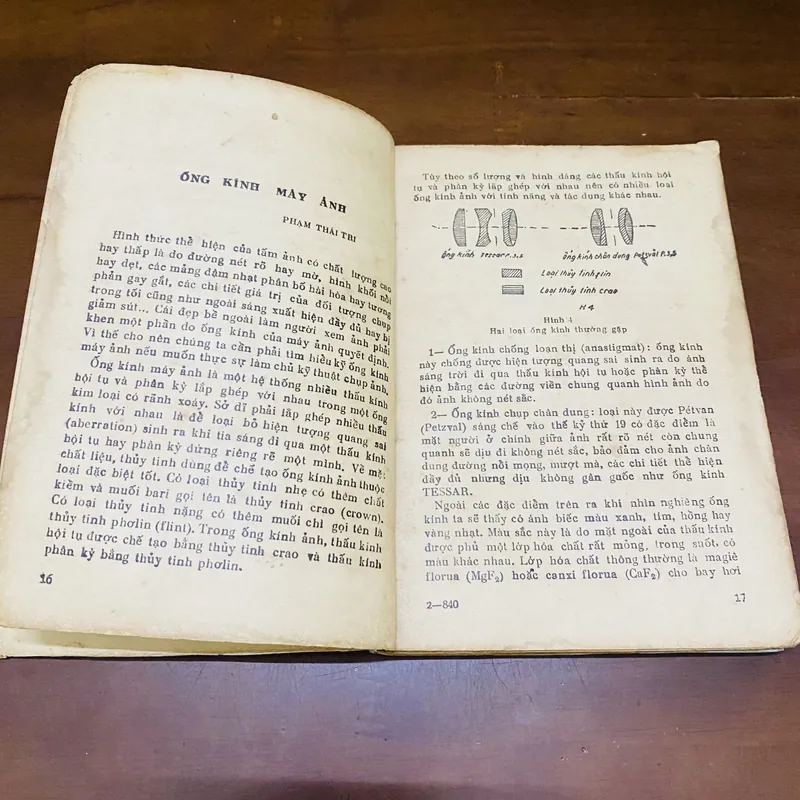 ỐNG KÍNH MÁY ẢNH
PHẠM THÁI TRI
Hình thức thể hiện của tấm ảnh có chất lượng cao
hay thấp là do đường nét rõ hay mờ, hình khối nổi
hay dẹt, các mảng đậm nhạt phân bố hài hòa hay tương
phản gay gắt, các chi tiết giá trị của đối tượng chụp
trong tối cũng như ngoài sáng xuất hiện đầy đủ hay bị
giảm sút... Cái đẹp bề ngoài làm người xem ảnh phải
khen một phần do ống kính của máy ảnh quyết định.
Vì thế cho nên chúng ta cần phải tìm hiểu kỹ ống kính
máy ảnh nếu muốn thực sự làm chủ kỹ thuật chụp ảnh.
Ống kính máy ảnh là một hệ thống nhiều thấu kính
hội tụ và phân kỳ lắp ghép với nhau trong một ống
kim loại có rãnh xoáy. Sở dĩ phải lắp ghép nhiều thấu
kính với nhau là để loại bỏ hiện tượng quang sai
(aberration) sinh ra khi tia sáng đi qua một thấu kính
hội tụ hay phân kỳ đứng riêng rẽ một mình. Về mặt
chất liệu, thủy tinh dùng để chế tạo ống kính ảnh thuộc
loại đặc biệt tốt. Có loại thủy tinh nhẹ có thêm chất
kiềm và muối bari gọi tên là thủy tinh crao (crown).
Có loại thủy tinh nặng có thêm muối chì gọi tên là
thủy tinh phơlin (flint). Trong ống kính ảnh, thấu kính
hội tụ được chế tạo bằng thủy tinh crao và thấu kính
phân kỳ bằng thủy tinh phơlin.
16
Tùy theo số lượng và hình dáng các thấu kính hội
tụ và phân kỳ lắp ghép với nhau nên có nhiều loại
ống kính ảnh với tính năng và tác dụng khác nhau.
Ống kính Tessar F.3,5 Ống kính chân dung Petzval F.3,5
Loại thủy tinh flin
Loại thủy tinh crao
H4
Hình 4
Hai loại ống kính thường gặp
1— Ống kính chống loạn thị (anastigmat): ống kính
này chống được hiện tượng quang sai sinh ra do ánh
sáng trời đi qua thấu kính hội tụ hoặc phân kỳ thể
hiện bằng các đường viền chung quanh hình ảnh do
đó ảnh không nét sắc.
2— Ống kính chụp chân dung: loại này được Pétvan
(Petzval) sáng chế vào thế kỷ thứ 19 có đặc điểm là
mặt người ở chính giữa ảnh rất rõ nét còn chung
quanh sẽ dịu đi không nét sắc, bảo đảm cho ảnh chân
dung đường nổi mọng, mượt mà, các chi tiết thể hiện
đầy đủ nhưng dịu không gân guốc như ống kính
TESSAR.
Ngoài các đặc điểm trên ra khi nhìn nghiêng ống
kính ta sẽ thấy có ánh biếc màu xanh, tím, hồng hay
vàng nhạt. Màu sắc này là do mặt ngoài của thấu kính
được phủ một lớp hóa chất rất mỏng, trong suốt, có
màu khác nhau. Lớp hóa chất thông thường là magiê
florua (MgF₂) hoặc canxi florua (CaF₂) cho bay hơi
2—840
17